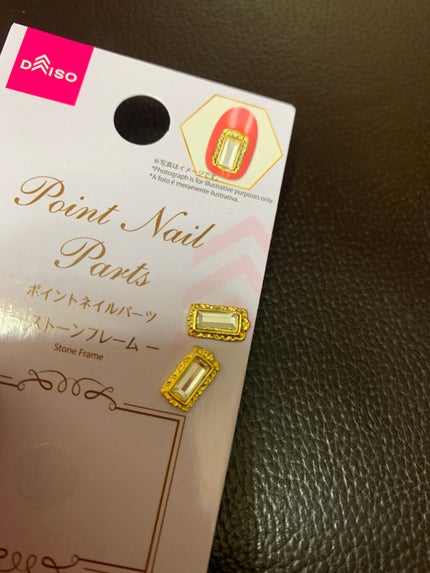 DAISO
※写真はイメージです。
*Photograph is for illustrative purposes only.
*A foto é meramente ilustrativa.
Point Nail
Parts
ポイントネイルパーツ
ストーンフレーム ー
Stone Frame